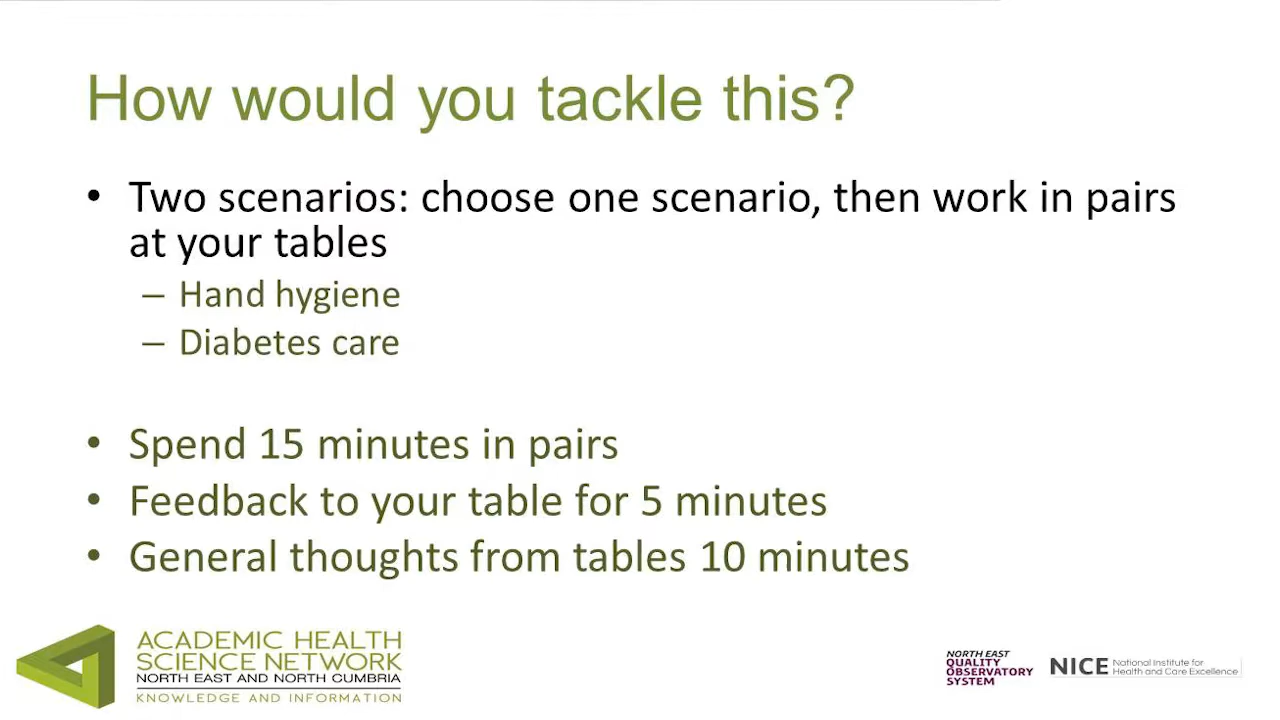 How would you tackle this?
• Two scenarios: choose one scenario, then work in pairs
at your tables
– Hand hygiene
– Diabetes care
• Spend 15 minutes in pairs
• Feedback to your table for 5 minutes
• General thoughts from tables 10 minutes
ACADEMIC HEALTH
SCIENCE NETWORK
NORTH EAST AND NORTH CUMBRIA
KNOWLEDGE AND INFORMATION
NORTH EAST
QUALITY
OBSERVATORY
SYSTEM
NICE National Institute for
Health and Care Excellence